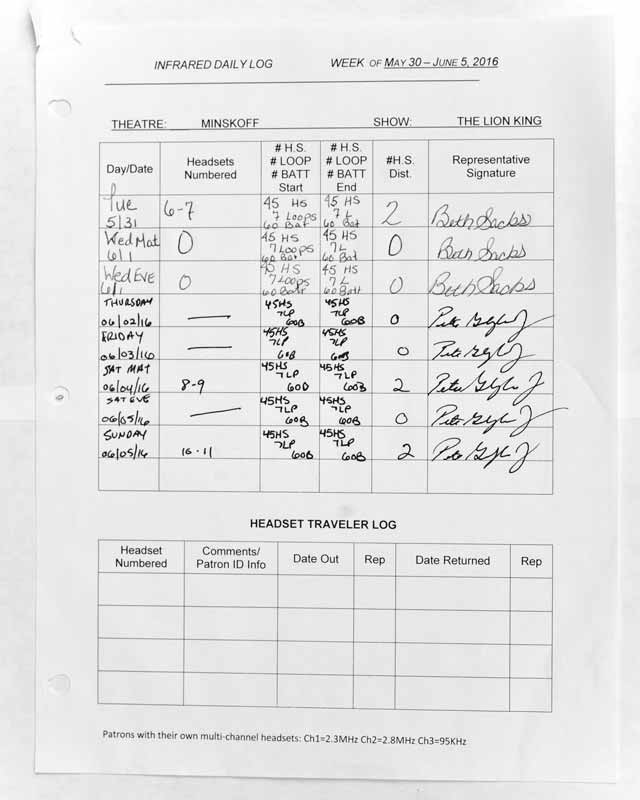 INFRARED DAILY LOG WEEK OF MAY 30 – JUNE 5, 2016
THEATRE: MINSKOFF SHOW: THE LION KING
Day/Date
Headsets
Numbered
# H.S.
# LOOP
# BATT
Start
# H.S.
# LOOP
# BATT
End
#H.S.
Dist.
Representative
Signature
Tue
5/31
6-7
45 HS
7 Loops
60 Bat
45 HS
7 L
60 Bat
2
Beth Sacks
Wed Mat
6/1
0
45 HS
7 Loops
60 Bat
45 HS
7 L
60 Bat
0
Beth Sacks
Wed Eve
6/1
0
45 HS
7 Loops
60 Batt
45 HS
7 L
60 Batt
0
Beth Sacks
THURSDAY
06/02/16
—
45HS
7LP
60B
45HS
7LP
60B
0
FRIDAY
06/03/16
—
45HS
7LP
60B
45HS
7LP
60B
0
SAT MAT
06/04/16
8-9
45HS
7LP
60B
45HS
7LP
60B
2
SAT EVE
06/05/16
—
45HS
7LP
60B
45HS
7LP
60B
0
SUNDAY
06/05/16
10-11
45HS
7LP
60B
45HS
7LP
60B
2
HEADSET TRAVELER LOG
Headset
Numbered
Comments/
Patron ID Info
Date Out
Rep
Date Returned
Rep
Patrons with their own multi-channel headsets: Ch1=2.3MHz Ch2=2.8MHz Ch3=95KHz